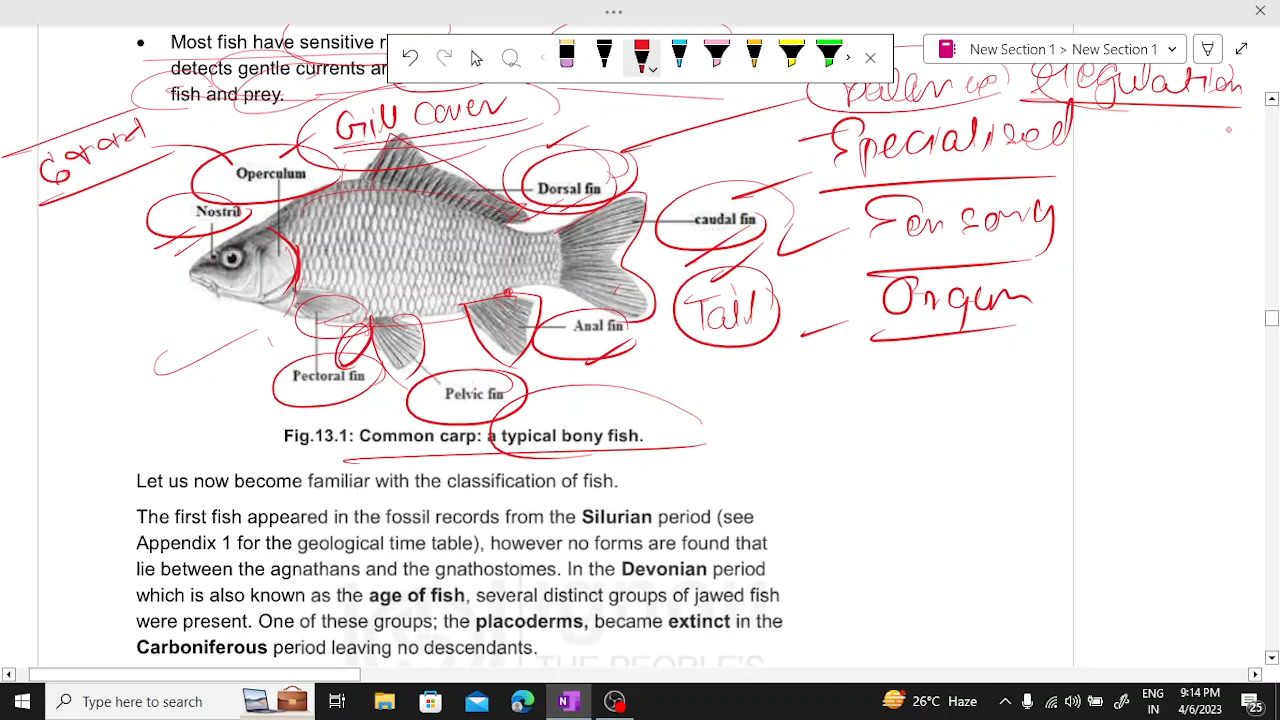 ...
Most fish have sensitive r
detects gentle currents an
fish and prey.
New Section 1 > New Section 1
Regulation
Gill cover
Specialised
Operculum
Dorsal fin
Nostril
caudal fin
Sensory
Organ
Tail
Anal fin
Pectoral fin
Pelvic fin
Fig.13.1: Common carp: a typical bony fish.
Let us now become familiar with the classification of fish.
The first fish appeared in the fossil records from the Silurian period (see
Appendix 1 for the geological time table), however no forms are found that
lie between the agnathans and the gnathostomes. In the Devonian period
which is also known as the age of fish, several distinct groups of jawed fish
were present. One of these groups; the placoderms, became extinct in the
Carboniferous period leaving no descendants.
ignou
THE PEOPLE'S
Type here to search
26°C Haze
ENG
IN
9:14 PM
4/6/2023
25